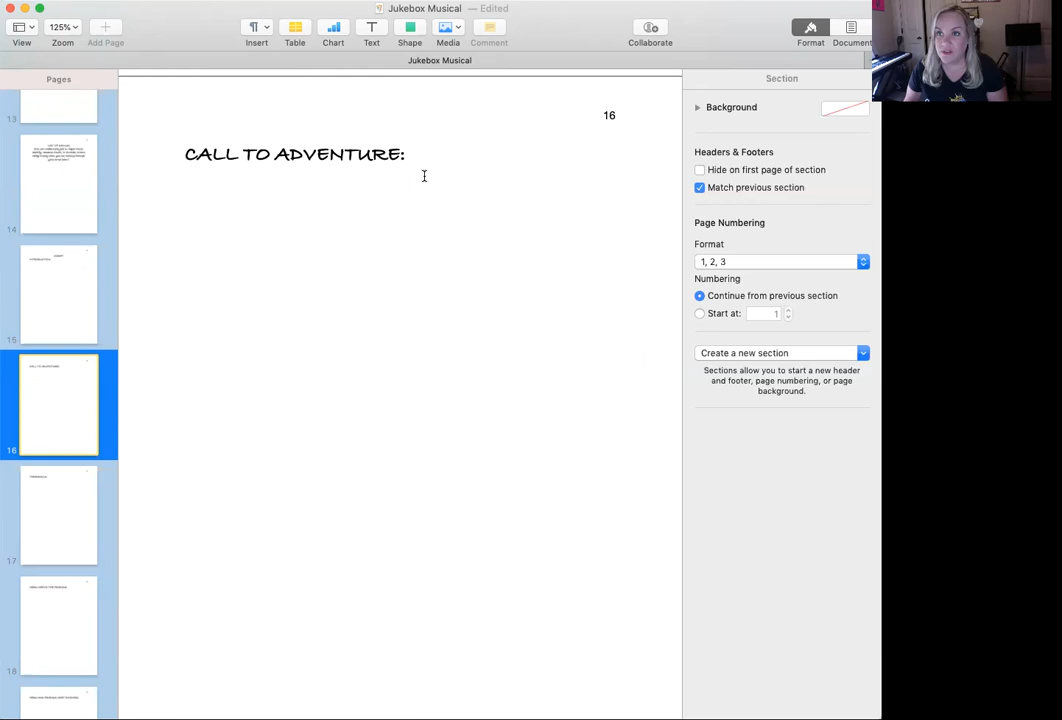 Jukebox Musical — Edited
View
125%
Zoom
Add Page
Insert
Table
Chart
Text
Shape
Media
Comment
Collaborate
Format
Document
Jukebox Musical
Pages
13
14
15
16
17
18
16
CALL TO ADVENTURE:
Section
Background
Headers & Footers
Hide on first page of section
Match previous section
Page Numbering
Format
1, 2, 3
Numbering
Continue from previous section
Start at: 1
Create a new section
Sections allow you to start a new header
and footer, page numbering, or page
background.